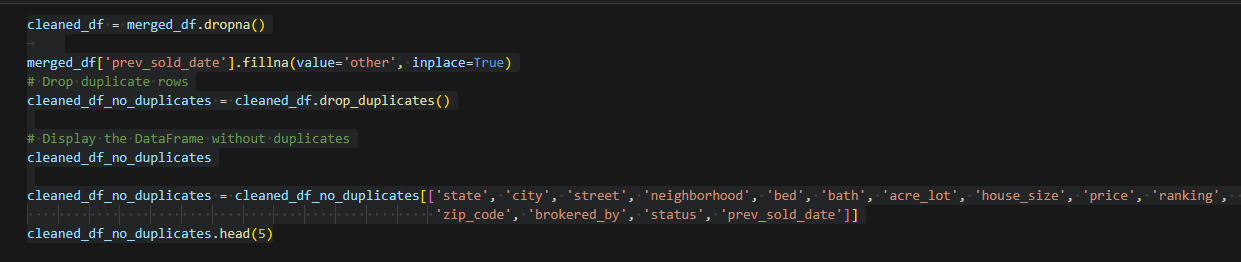 cleaned_df = merged_df.dropna()
merged_df['prev_sold_date'].fillna(value='other', inplace=True)
# Drop duplicate rows
cleaned_df_no_duplicates = cleaned_df.drop_duplicates()
# Display the DataFrame without duplicates
cleaned_df_no_duplicates
cleaned_df_no_duplicates = cleaned_df_no_duplicates[['state', 'city', 'street', 'neighborhood', 'bed', 'bath', 'acre_lot', 'house_size', 'price', 'ranking',
'zip_code', 'brokered_by', 'status', 'prev_sold_date']]
cleaned_df_no_duplicates.head(5)